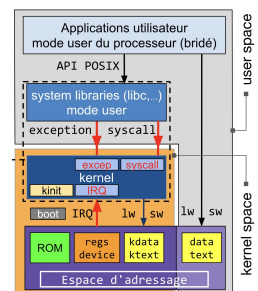 Applications utilisateur
mode user du processeur (bridé)
API POSIX
system libraries (libc,...)
mode user
exception syscall
excep syscall
kernel
kinit IRQ
boot IRQ lw sw lw sw
ROM regs device kdata ktext data text
Espace d'adressage
user space
kernel space